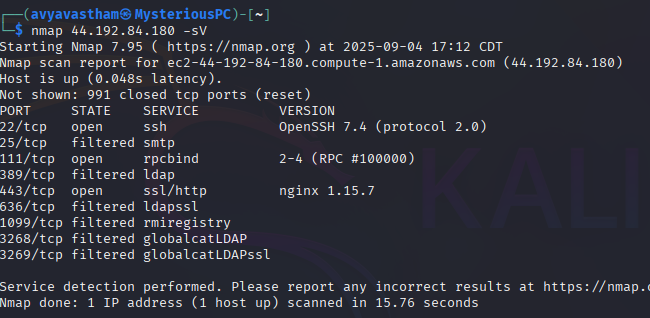 ┌──(avyavastham㉿MysteriousPC)-[~]
└─$ nmap 44.192.84.180 -sV
Starting Nmap 7.95 ( https://nmap.org ) at 2025-09-04 17:12 CDT
Nmap scan report for ec2-44-192-84-180.compute-1.amazonaws.com (44.192.84.180)
Host is up (0.048s latency).
Not shown: 991 closed tcp ports (reset)
PORT     STATE    SERVICE         VERSION
22/tcp   open     ssh             OpenSSH 7.4 (protocol 2.0)
25/tcp   filtered smtp
111/tcp  open     rpcbind         2-4 (RPC #100000)
389/tcp  filtered ldap
443/tcp  open     ssl/http        nginx 1.15.7
636/tcp  filtered ldapssl
1099/tcp filtered rmiregistry
3268/tcp filtered globalcatLDAP
3269/tcp filtered globalcatLDAPssl
KALI
Service detection performed. Please report any incorrect results at https://nmap.o
Nmap done: 1 IP address (1 host up) scanned in 15.76 seconds